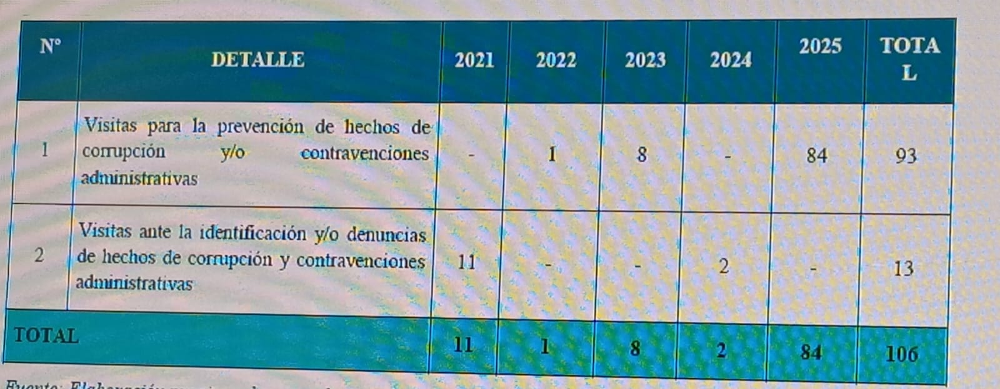 Nº DETALLE 2021 2022 2023 2024 2025 TOTA
L
Visitas para la prevención de hechos de
1 corrupción y/o contravenciones - 1 8 - 84 93
administrativas
Visitas ante la identificación y/o denuncias
2 de hechos de corrupción y contravenciones 11 - - 2 - 13
administrativas
TOTAL 11 1 8 2 84 106
Fuente: Elaboración